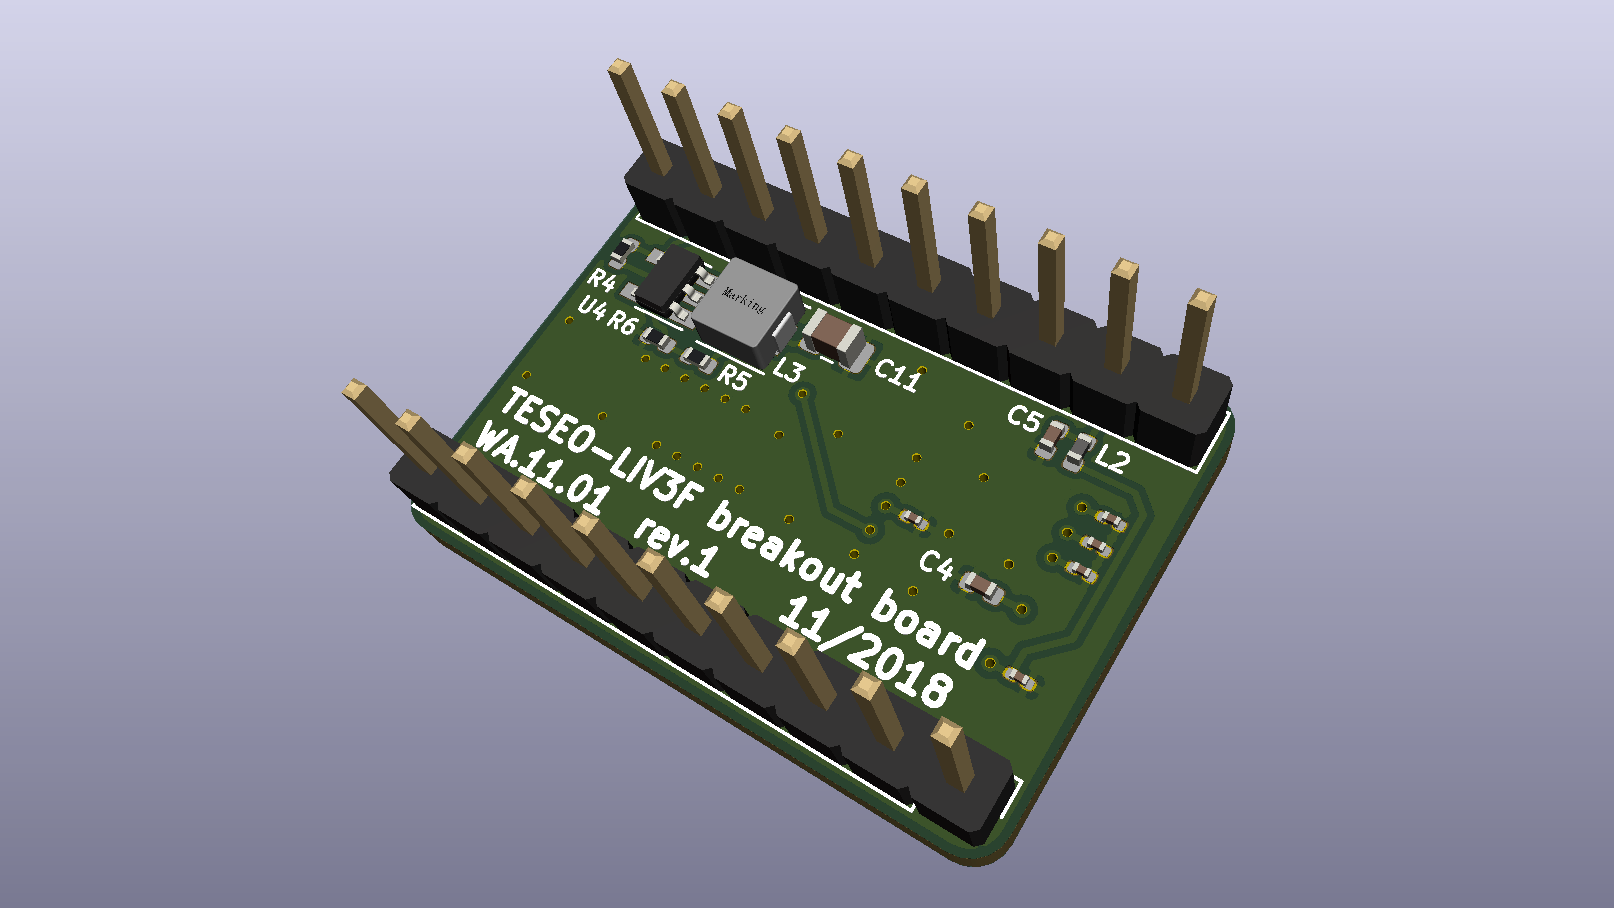 R4
U4 R6
Marking
R5
L3
C11
C5
L2
TESEO-LIV3F breakout board
WA.11.01 rev.1 11/2018
C4